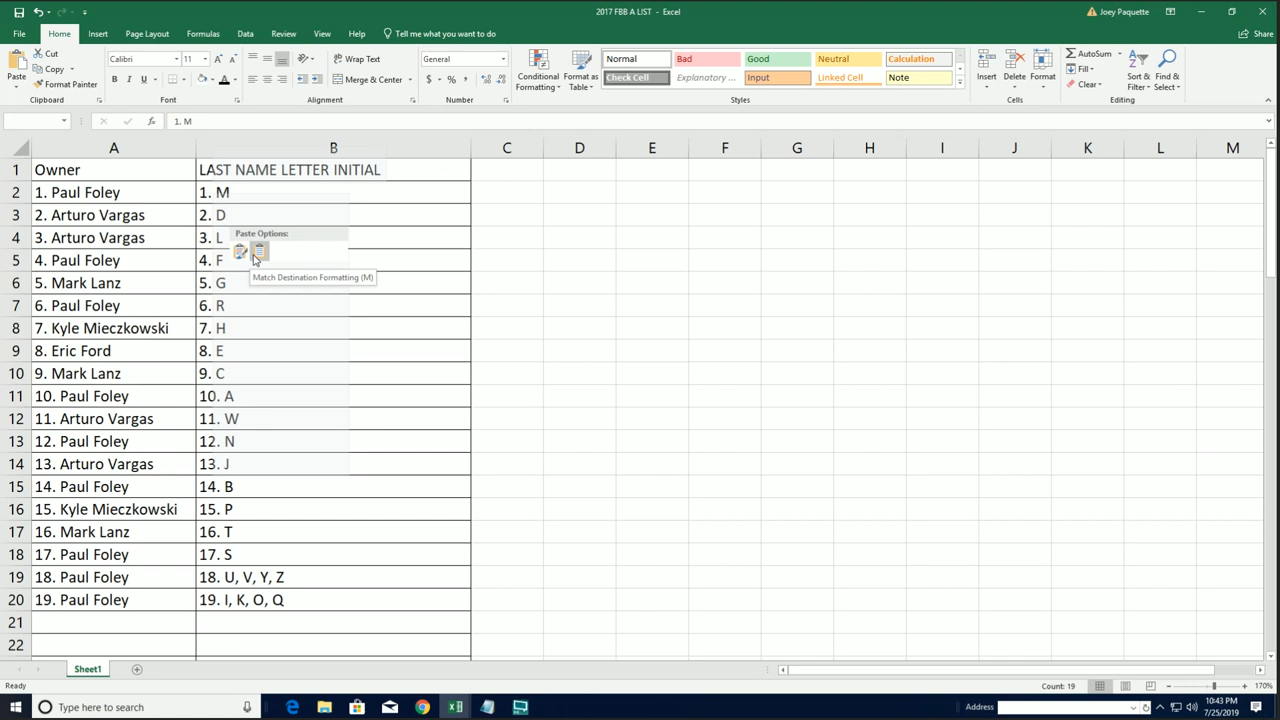 2017 FBB A LIST - Excel
Joey Paquette
File Home Insert Page Layout Formulas Data Review View Help Tell me what you want to do Share
Paste
Cut
Copy
Format Painter
Clipboard
Calibri 11
B I U
Font
Wrap Text
Merge & Center
Alignment
General
$ % ,
Number
Conditional Formatting
Format as Table
Normal Bad Good Neutral Calculation
Check Cell Explanatory ... Input Linked Cell Note
Styles
Insert Delete Format
Cells
AutoSum
Fill
Clear
Sort & Filter
Find & Select
Editing
fx 1. M
A B C D E F G H I J K L M
1 Owner LAST NAME LETTER INITIAL
2 1. Paul Foley 1. M
3 2. Arturo Vargas 2. D
4 3. Arturo Vargas 3. L
5 4. Paul Foley 4. F
6 5. Mark Lanz 5. G
7 6. Paul Foley 6. R
8 7. Kyle Mieczkowski 7. H
9 8. Eric Ford 8. E
10 9. Mark Lanz 9. C
11 10. Paul Foley 10. A
12 11. Arturo Vargas 11. W
13 12. Paul Foley 12. N
14 13. Arturo Vargas 13. J
15 14. Paul Foley 14. B
16 15. Kyle Mieczkowski 15. P
17 16. Mark Lanz 16. T
18 17. Paul Foley 17. S
19 18. Paul Foley 18. U, V, Y, Z
20 19. Paul Foley 19. I, K, O, Q
21
22
Paste Options:
Match Destination Formatting (M)
Sheet1
Ready Count: 19 170%
Type here to search Address 10:43 PM
7/25/2019